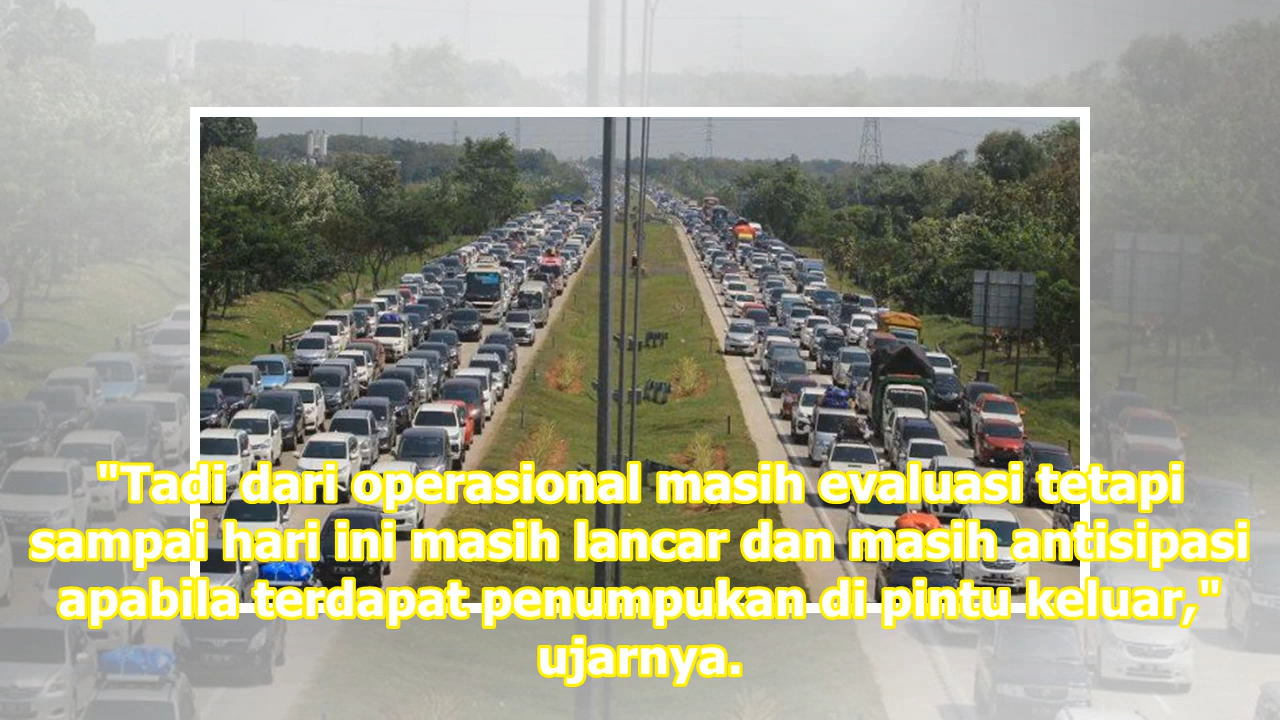 "Tadi dari operasional masih evaluasi tetapi
sampai hari ini masih lancar dan masih antisipasi
apabila terdapat penumpukan di pintu keluar,"
ujarnya.